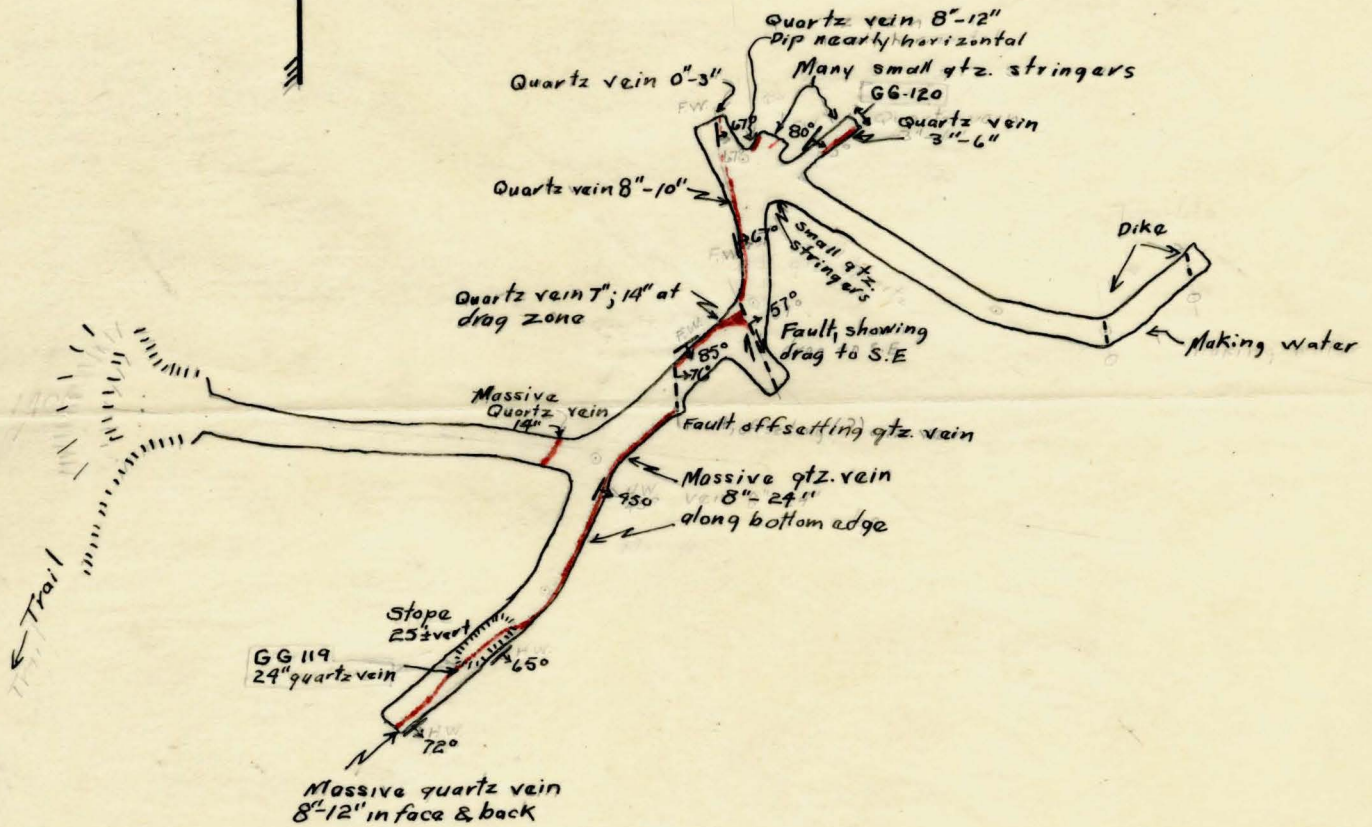 Quartz vein 8"-12"
Dip nearly horizontal
Many small qtz. stringers
Quartz vein 0"-3"
GG-120
Quartz vein
3"-6"
F.W.
67°
80°
Quartz vein 8"-10"
67°
F.W.
Small qtz.
stringers
Dike
Quartz vein 7"; 14" at
drag zone
57°
Fault, showing
drag to S.E
Making water
F.W.
85°
76°
Massive
Quartz vein
14"
Fault offsetting qtz. vein
Massive qtz. vein
8"-24"
along bottom edge
Trail
Stope
25'±vert
GG 119
24" quartz vein
H.W.
65°
H.W.
72°
Massive quartz vein
8"-12" in face & back